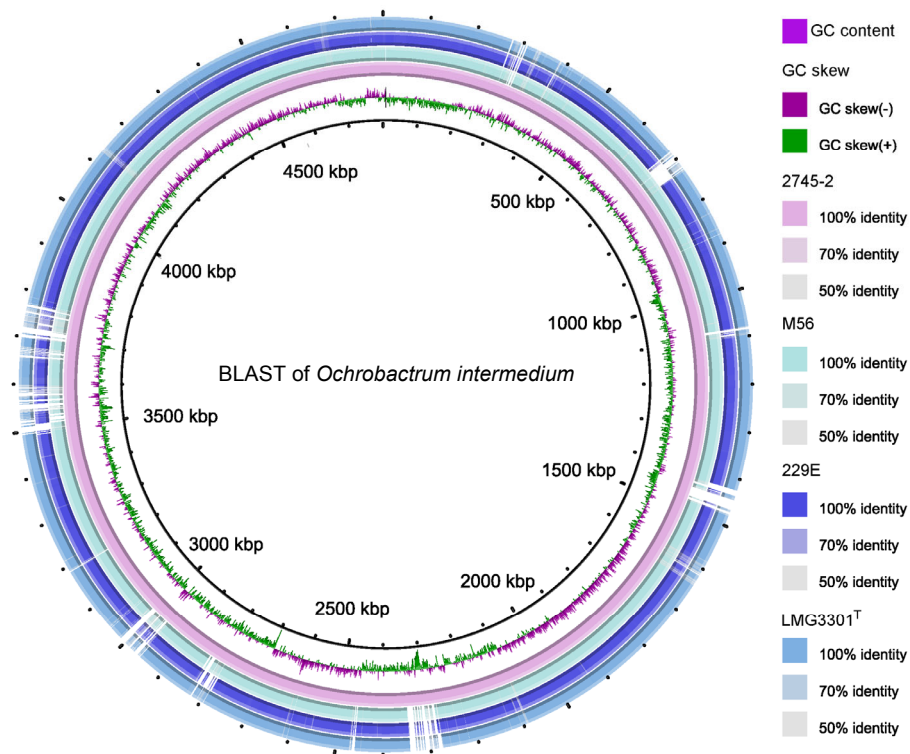 GC content
GC skew
GC skew(-)
GC skew(+)
2745-2
100% identity
70% identity
50% identity
M56
100% identity
70% identity
50% identity
229E
100% identity
70% identity
50% identity
LMG3301ᵀ
100% identity
70% identity
50% identity
4500 kbp
500 kbp
4000 kbp
1000 kbp
BLAST of Ochrobactrum intermedium
3500 kbp
1500 kbp
3000 kbp
2000 kbp
2500 kbp